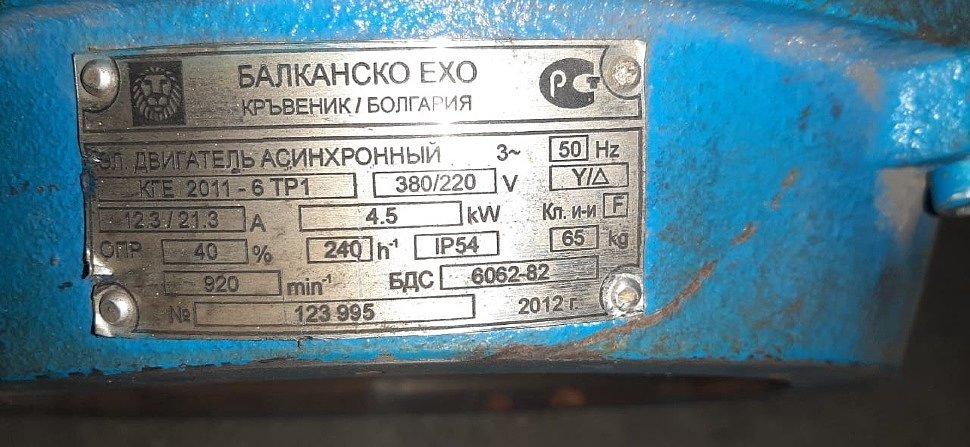 БАЛКАНСКО ЕХО
КРЪВЕНИК / БОЛГАРИЯ
РСТ
ЭЛ. ДВИГАТЕЛЬ АСИНХРОННЫЙ 3~ 50 Hz
КГЕ 2011 - 6 ТР1 380/220 V Y/Δ
12.3 / 21.3 A 4.5 kW Кл. и-и F
ОПР 40 % 240 h⁻¹ IP54 65 kg
920 min⁻¹ БДС 6062-82
№ 123 995 2012 г.